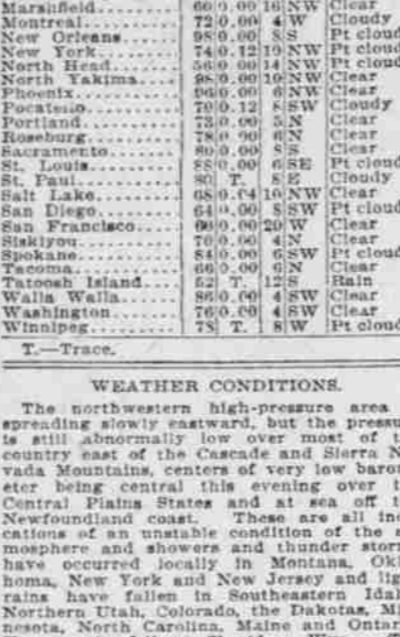 Marshfield........ 60 0.00 16 NW Clear
Montreal.......... 72 0.00 4 W Cloudy
New Orleans....... 98 0.00 8 S Pt cloud
New York.......... 74 0.12 19 NW Pt cloud
North Head........ 56 0.00 14 NW Pt cloud
North Yakima...... 98 0.00 10 NW Clear
Phoenix........... 96 0.00 6 NW Clear
Pocatello......... 70 0.12 8 SW Cloudy
Portland.......... 73 0.00 5 N Clear
Roseburg.......... 78 0.00 6 N Clear
Sacramento........ 80 0.00 8 S Clear
St. Louis......... 88 0.00 6 SE Pt cloud
St. Paul.......... 80 T. 8 E Cloudy
Salt Lake......... 68 0.04 10 NW Clear
San Diego......... 64 0.00 8 SW Pt cloud
San Francisco..... 60 0.00 20 W Clear
Siskiyou.......... 70 0.00 4 N Clear
Spokane........... 84 0.00 6 SW Pt cloud
Tacoma............ 66 0.00 6 N Clear
Tatoosh Island.... 52 T. 12 S Rain
Walla Walla....... 86 0.00 4 SW Clear
Washington........ 76 0.00 4 SW Clear
Winnipeg.......... 78 T. 8 W Pt cloud
T.—Trace.
WEATHER CONDITIONS.
The northwestern high-pressure area
spreading slowly eastward, but the pressu
is still abnormally low over most of t
country east of the Cascade and Sierra N
vada Mountains, centers of very low baro
eter being central this evening over t
Central Plains States and at sea off t
Newfoundland coast. These are all ind
cations of an unstable condition of the a
mosphere and showers and thunder stor
have occurred locally in Montana, Okl
homa, New York and New Jersey and lig
rains have fallen in Southeastern Idah
Northern Utah, Colorado, the Dakotas, Mi
nesota, North Carolina, Maine and Ontar